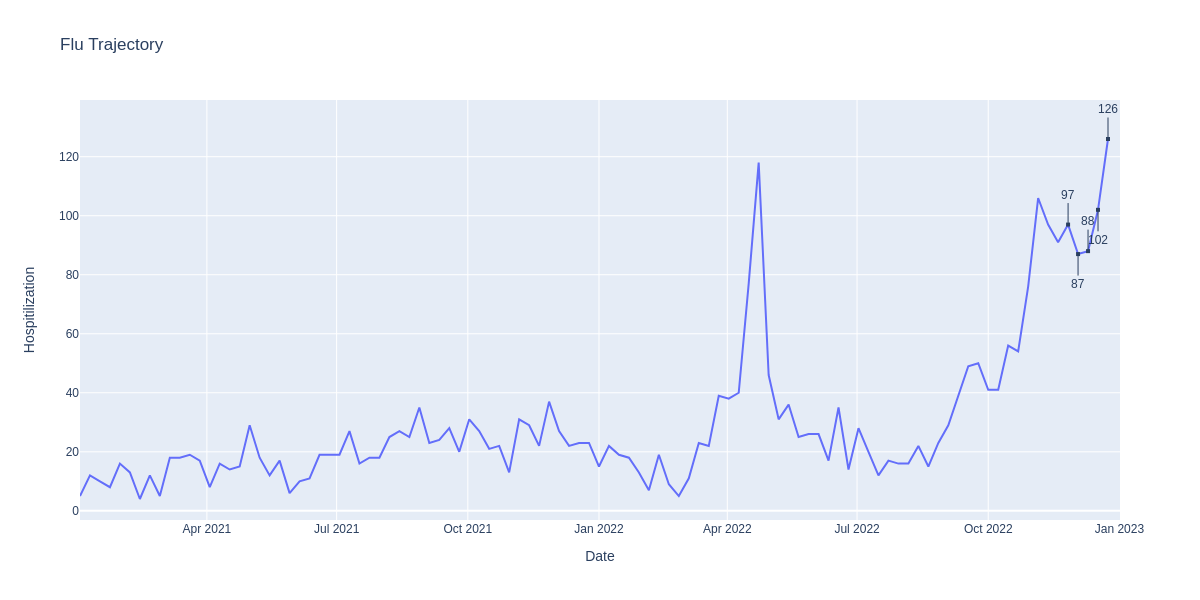 Flu Trajectory
126
120
97
100
88
102
80
87
60
40
20
0
Apr 2021
Jul 2021
Oct 2021
Jan 2022
Apr 2022
Jul 2022
Oct 2022
Jan 2023
Date
Hospitilization